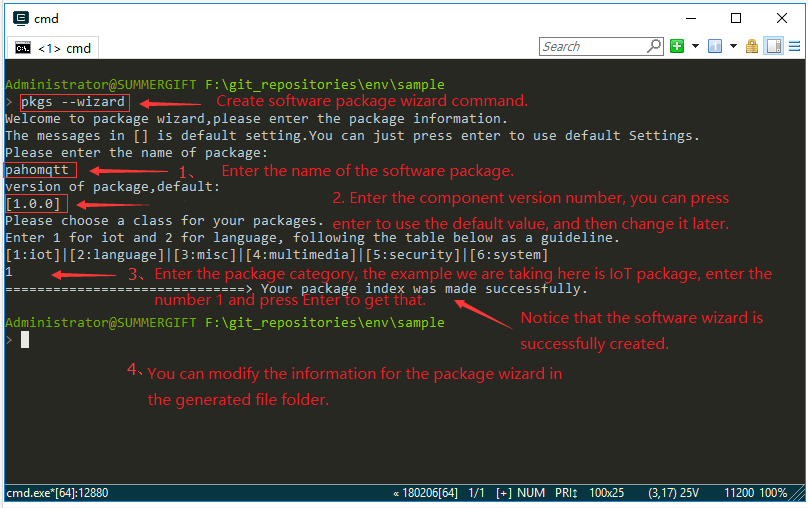 cmd
<1> cmd
Search
Administrator@SUMMERGIFT F:\git_repositories\env\sample
> pkgs --wizard
Create software package wizard command.
Welcome to package wizard,please enter the package information.
The messages in [] is default setting.You can just press enter to use default Settings.
Please enter the name of package:
pahomqtt
1、 Enter the name of the software package.
version of package,default:
[1.0.0]
2. Enter the component version number, you can press
enter to use the default value, and then change it later.
Please choose a class for your packages.
Enter 1 for iot and 2 for language, following the table below as a guideline.
[1:iot]|[2:language]|[3:misc]|[4:multimedia]|[5:security]|[6:system]
1
3、Enter the package category, the example we are taking here is IoT package, enter the
number 1 and press Enter to get that.
==============================> Your package index was made successfully.
Notice that the software wizard is
successfully created.
Administrator@SUMMERGIFT F:\git_repositories\env\sample
>
4、You can modify the information for the package wizard in
the generated file folder.
cmd.exe*[64]:12880 « 180206[64] 1/1 [+] NUM PRI↕ 100x25 (3,17) 25V 11200 100%